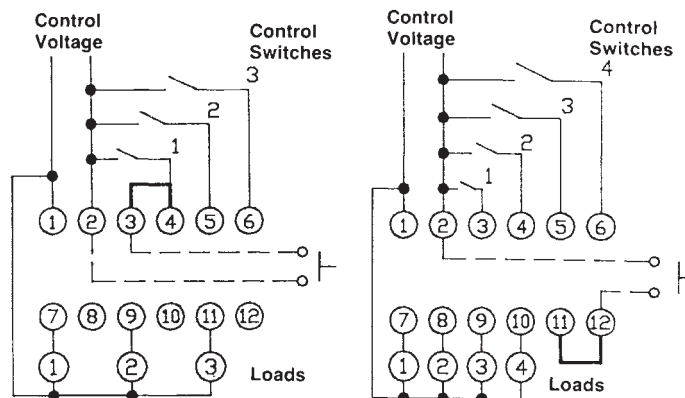 Control
Voltage
Control
Switches
3
2
1
1 2 3 4 5 6
7 8 9 10 11 12
1 2 3
Loads
Control
Voltage
Control
Switches
4
3
2
1
1 2 3 4 5 6
7 8 9 10 11 12
1 2 3 4
Loads